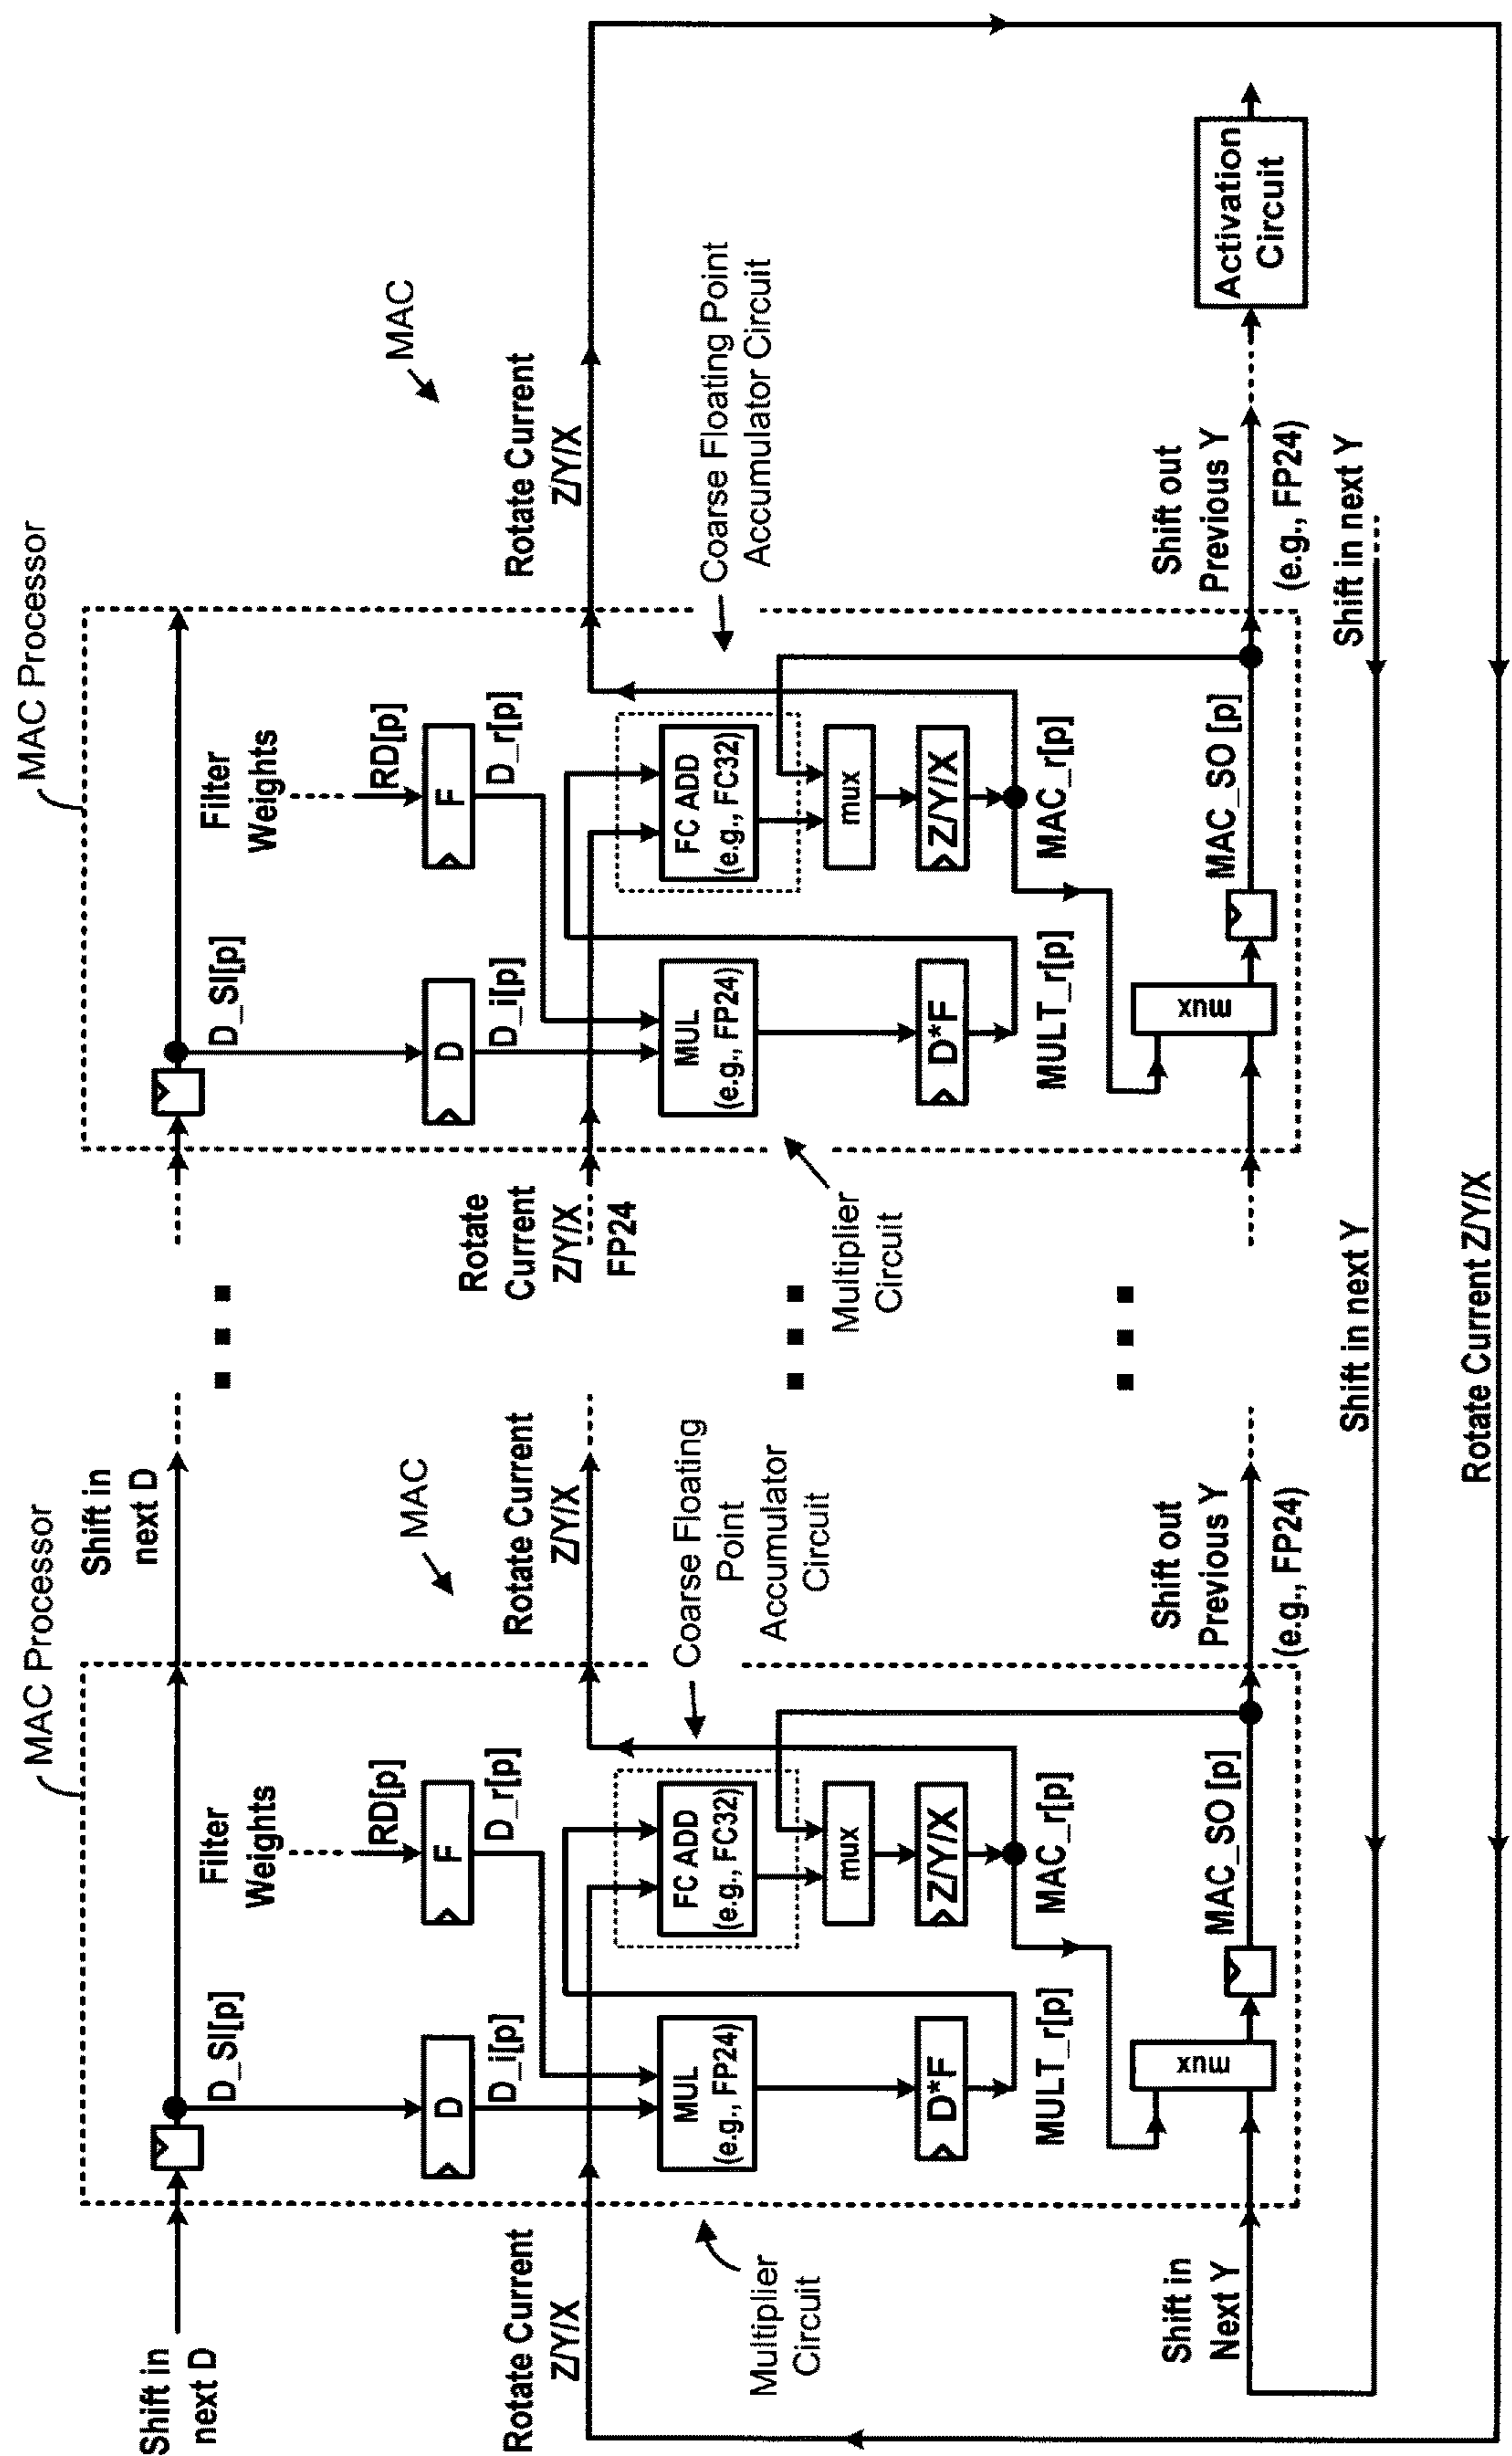 MAC Processor
Shift in
next D
D_SI[p]
Filter
Weights
RD[p]
D
D_i[p]
F
D_r[p]
MAC
Rotate Current
Z/Y/X
Rotate Current
Z/Y/X
Multiplier
Circuit
MUL
(e.g., FP24)
FC ADD
(e.g., FC32)
Coarse Floating
Point
Accumulator
Circuit
mux
D*F
Z/Y/X
MULT_r[p]
MAC_r[p]
mux
MAC_SO [p]
Shift in
Next Y
Shift out
Previous Y
(e.g., FP24)
Shift in
next D
MAC Processor
D_SI[p]
Filter
Weights
RD[p]
D
D_i[p]
F
D_r[p]
MAC
Rotate
Current
Z/Y/X
FP24
Rotate Current
Z/Y/X
Multiplier
Circuit
MUL
(e.g., FP24)
FC ADD
(e.g., FC32)
Coarse Floating Point
Accumulator Circuit
mux
D*F
Z/Y/X
MULT_r[p]
MAC_r[p]
mux
MAC_SO [p]
Shift out
Previous Y
(e.g., FP24)
Activation
Circuit
Shift in next Y
Shift in next Y
Rotate Current Z/Y/X